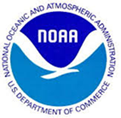 NATIONAL OCEANIC AND ATMOSPHERIC ADMINISTRATION
NOAA
U.S. DEPARTMENT OF COMMERCE